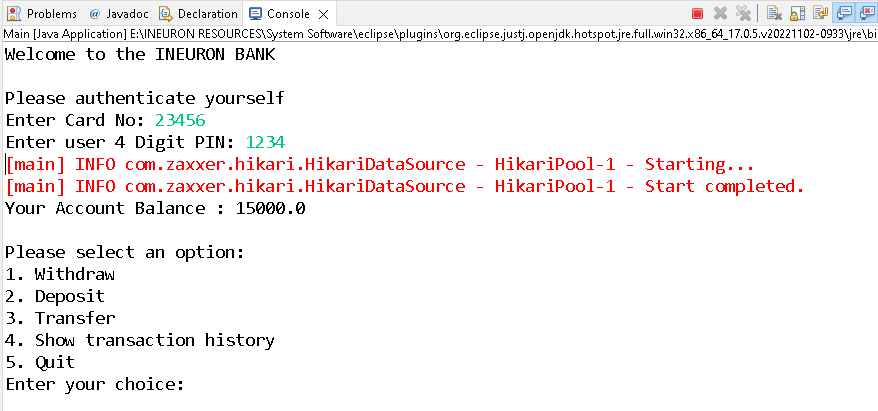 Problems @ Javadoc Declaration Console
Main [Java Application] E:\INEURON RESOURCES\System Software\eclipse\plugins\org.eclipse.justj.openjdk.hotspot.jre.full.win32.x86_64_17.0.5.v20221102-0933\jre\bi
Welcome to the INEURON BANK
Please authenticate yourself
Enter Card No: 23456
Enter user 4 Digit PIN: 1234
[main] INFO com.zaxxer.hikari.HikariDataSource - HikariPool-1 - Starting...
[main] INFO com.zaxxer.hikari.HikariDataSource - HikariPool-1 - Start completed.
Your Account Balance : 15000.0
Please select an option:
1. Withdraw
2. Deposit
3. Transfer
4. Show transaction history
5. Quit
Enter your choice: